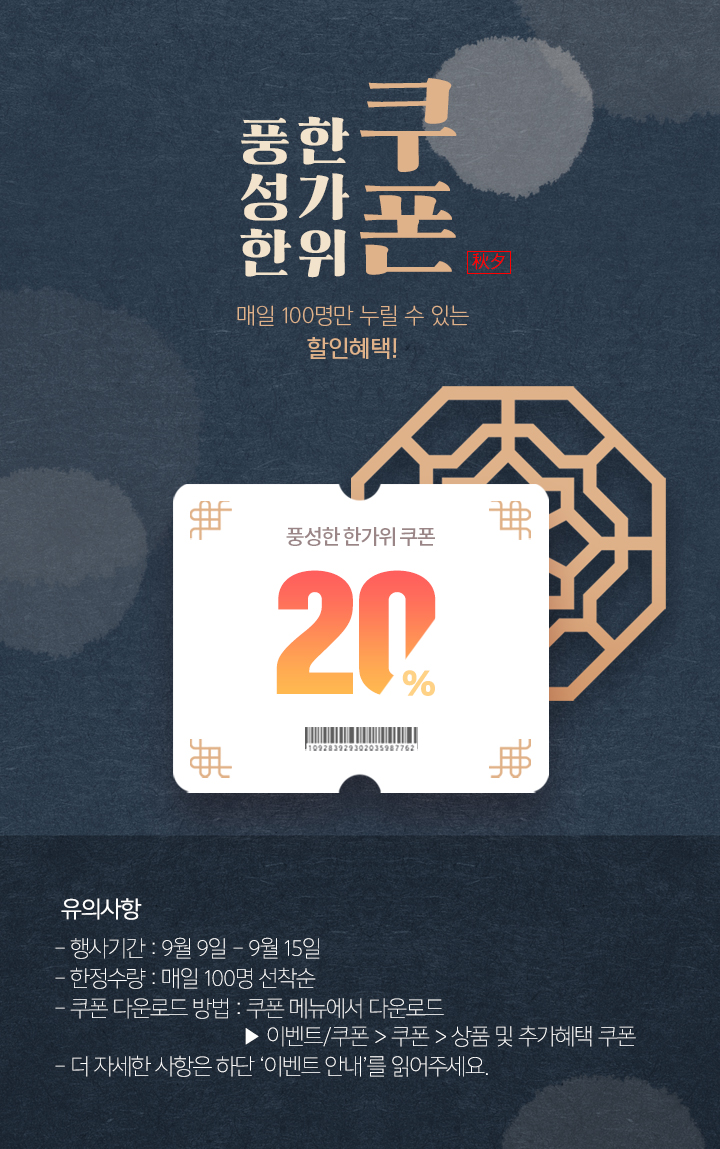 풍성한
한가위
쿠폰
秋夕
매일 100명만 누릴 수 있는
할인혜택!
풍성한 한가위 쿠폰
20%
109283929302035987762
유의사항
- 행사기간 : 9월 9일 - 9월 15일
- 한정수량 : 매일 100명 선착순
- 쿠폰 다운로드 방법 : 쿠폰 메뉴에서 다운로드
▶ 이벤트/쿠폰 > 쿠폰 > 상품 및 추가혜택 쿠폰
- 더 자세한 사항은 하단 ‘이벤트 안내’를 읽어주세요.